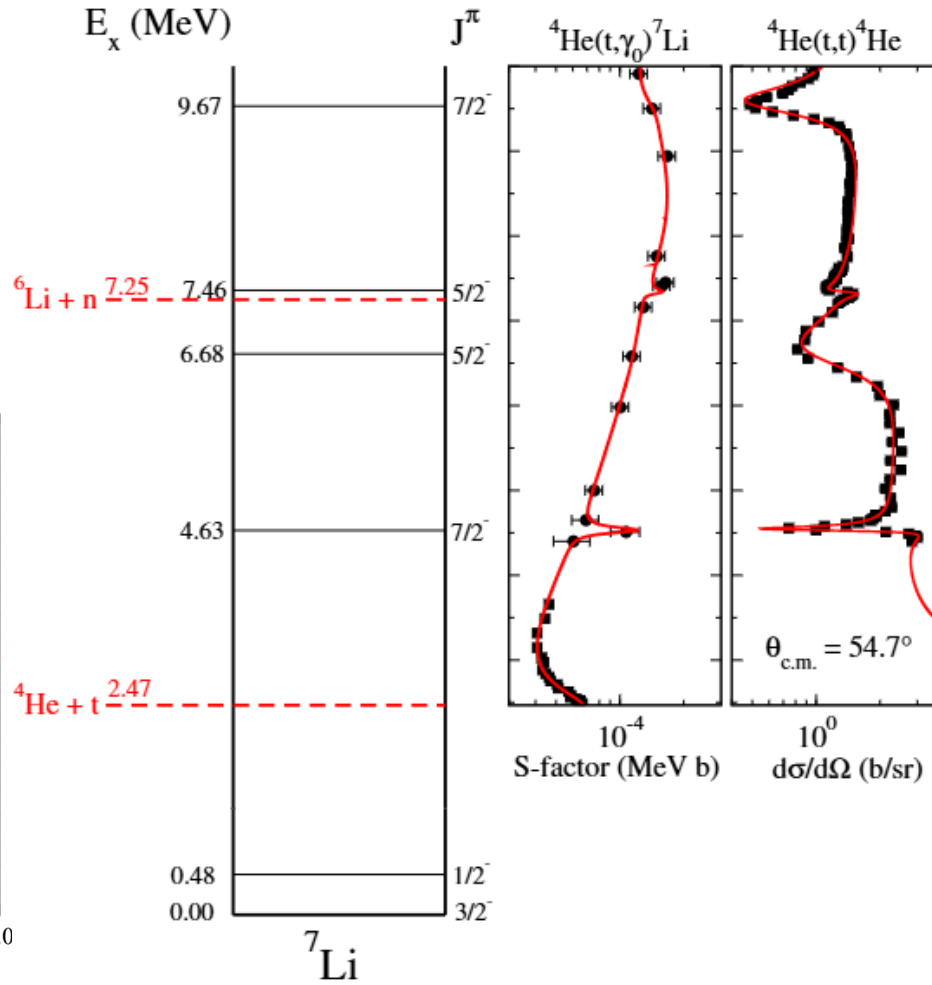 E_x (MeV)
J^π
^4He(t,γ_0)^7Li
^4He(t,t)^4He
9.67
7/2^-
^6Li + n 7.25
7.46
5/2^-
6.68
5/2^-
4.63
7/2^-
θ_c.m. = 54.7°
^4He + t 2.47
10^-4
10^0
S-factor (MeV b)
dσ/dΩ (b/sr)
0.48
1/2^-
0.00
3/2^-
^7Li